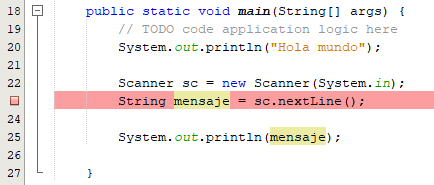 18 public static void main(String[] args) {
19 // TODO code application logic here
20 System.out.println("Hola mundo");
21
22 Scanner sc = new Scanner(System.in);
String mensaje = sc.nextLine();
24
25 System.out.println(mensaje);
26
27 }